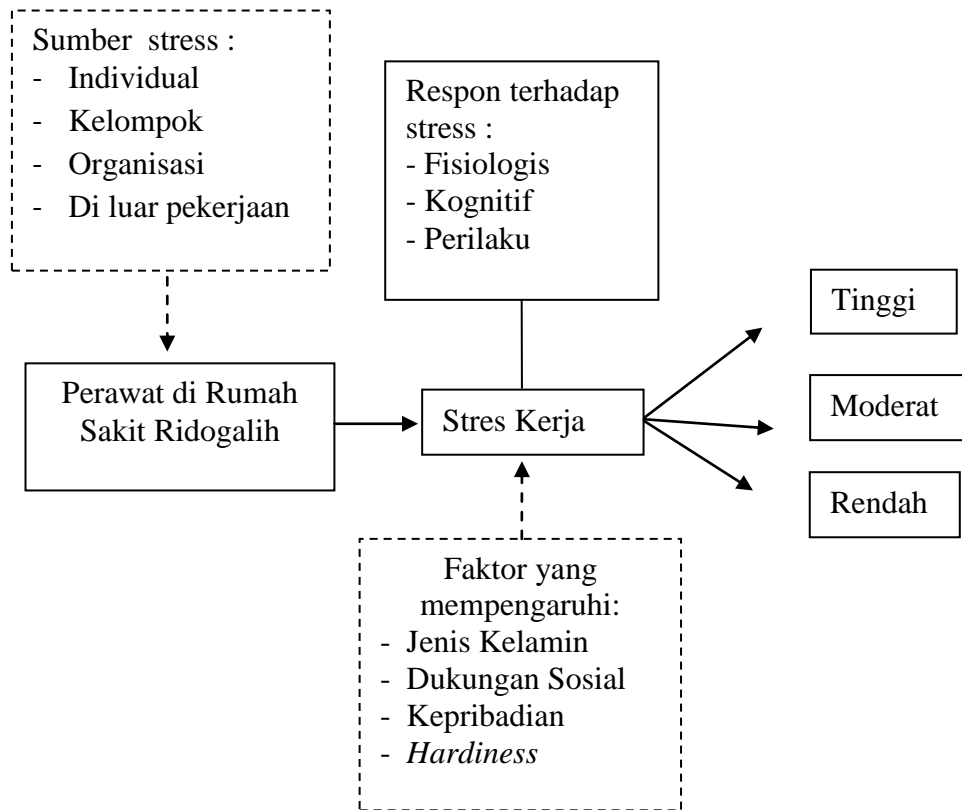 Sumber stress :
- Individual
- Kelompok
- Organisasi
- Di luar pekerjaan
Respon terhadap
stress :
- Fisiologis
- Kognitif
- Perilaku
Perawat di Rumah
Sakit Ridogalih
Stres Kerja
Tinggi
Moderat
Rendah
Faktor yang
mempengaruhi:
- Jenis Kelamin
- Dukungan Sosial
- Kepribadian
- Hardiness